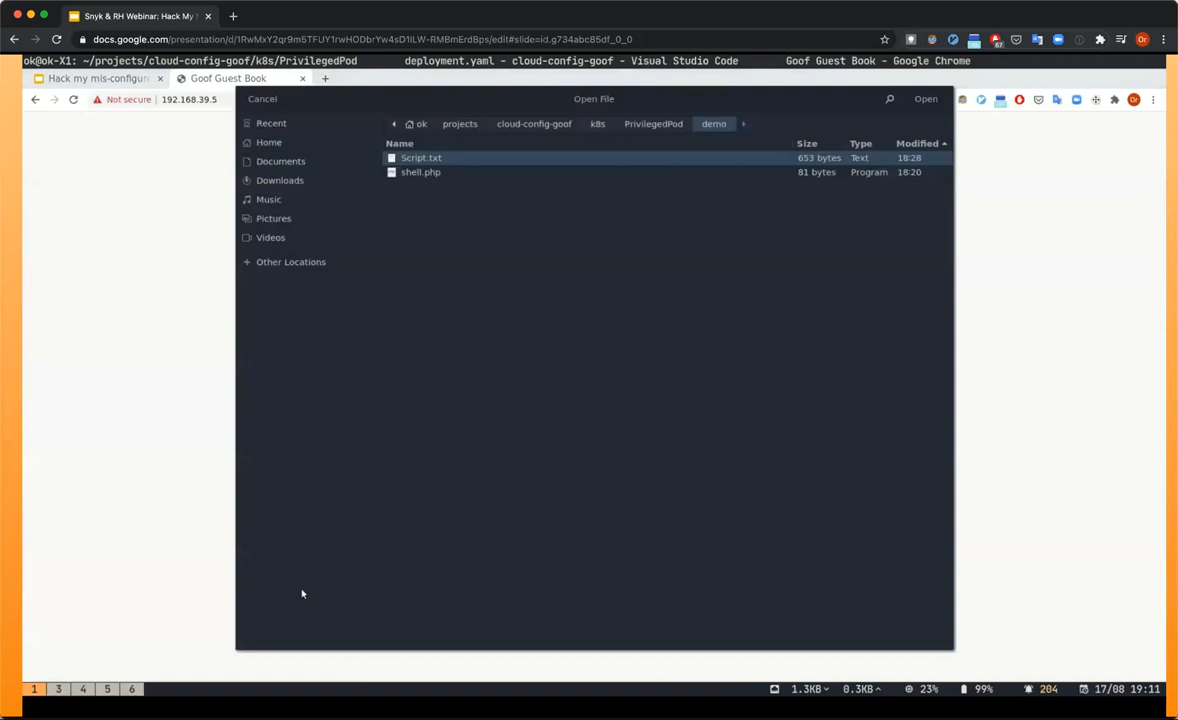 Snyk & RH Webinar: Hack My
docs.google.com/presentation/d/1RwMxY2qr9m5TFUY1rwHODbrYw4sD1ILW-RMBmErdBps/edit#slide=id.g734abc85df_0_0
67
Or
ok@ok-X1: ~/projects/cloud-config-goof/k8s/PrivilegedPod
deployment.yaml - cloud-config-goof - Visual Studio Code
Goof Guest Book - Google Chrome
Hack my mis-configure
Goof Guest Book
Not secure
192.168.39.5
Or
Cancel
Open File
Open
Recent
Home
Documents
Downloads
Music
Pictures
Videos
Other Locations
ok
projects
cloud-config-goof
k8s
PrivilegedPod
demo
Name Size Type Modified
Script.txt 653 bytes Text 18:28
shell.php 81 bytes Program 18:20
1 3 4 5 6
1.3KB 0.3KB 23% 99% 204 17/08 19:11